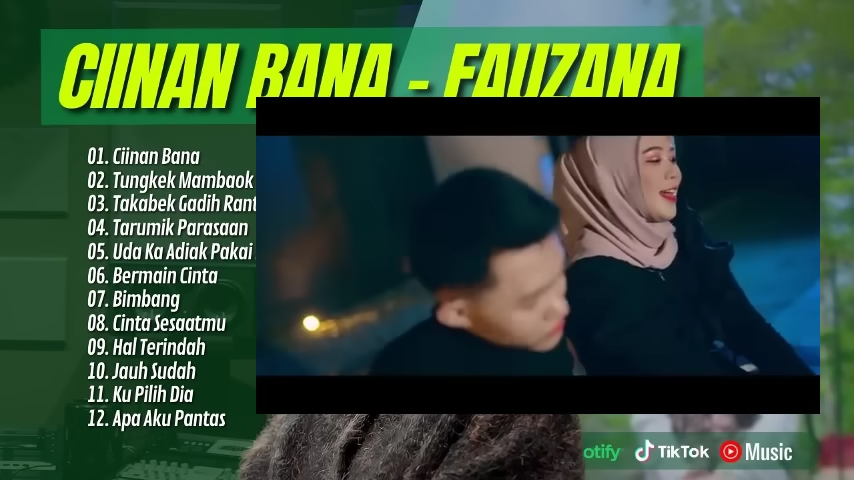 CIINAN BANA - FAUZANA
01. Ciinan Bana
02. Tungkek Mambaok
03. Takabek Gadih
04. Tarumik Parasaan
05. Uda Ka Adiak Pakai
06. Bermain Cinta
07. Bimbang
08. Cinta Sesaatmu
09. Hal Terindah
10. Jauh Sudah
11. Ku Pilih Dia
12. Apa Aku Pantas
otify TikTok Music